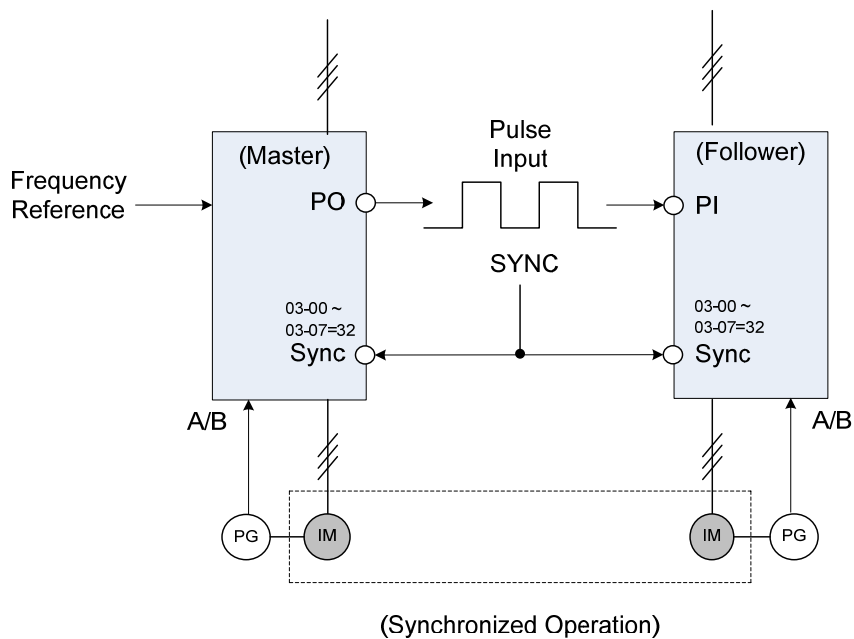 Pulse
Input
(Master)
(Follower)
Frequency
Reference
PO
PI
SYNC
03-00 ~
03-07=32
Sync
03-00 ~
03-07=32
Sync
A/B
A/B
PG
IM
IM
PG
(Synchronized Operation)